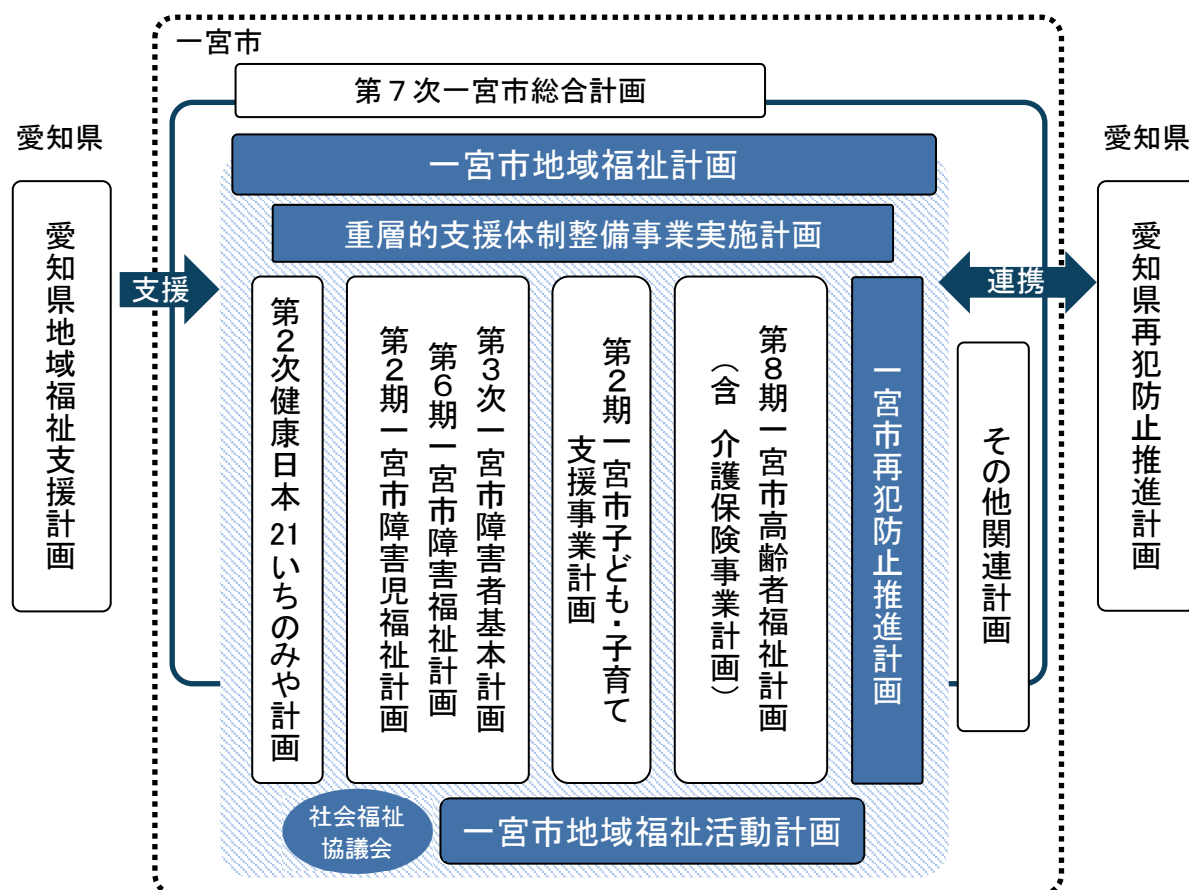 一宮市
第７次一宮市総合計画
愛知県
愛知県
一宮市地域福祉計画
重層的支援体制整備事業実施計画
愛知県地域福祉支援計画
支援
連携
愛知県再犯防止推進計画
第２次健康日本21いちのみや計画
第３次一宮市障害者基本計画
第６期一宮市障害福祉計画
第２期一宮市障害児福祉計画
第２期一宮市子ども・子育て
支援事業計画
第８期一宮市高齢者福祉計画
（含　介護保険事業計画）
一宮市再犯防止推進計画
その他関連計画
社会福祉
協議会
一宮市地域福祉活動計画